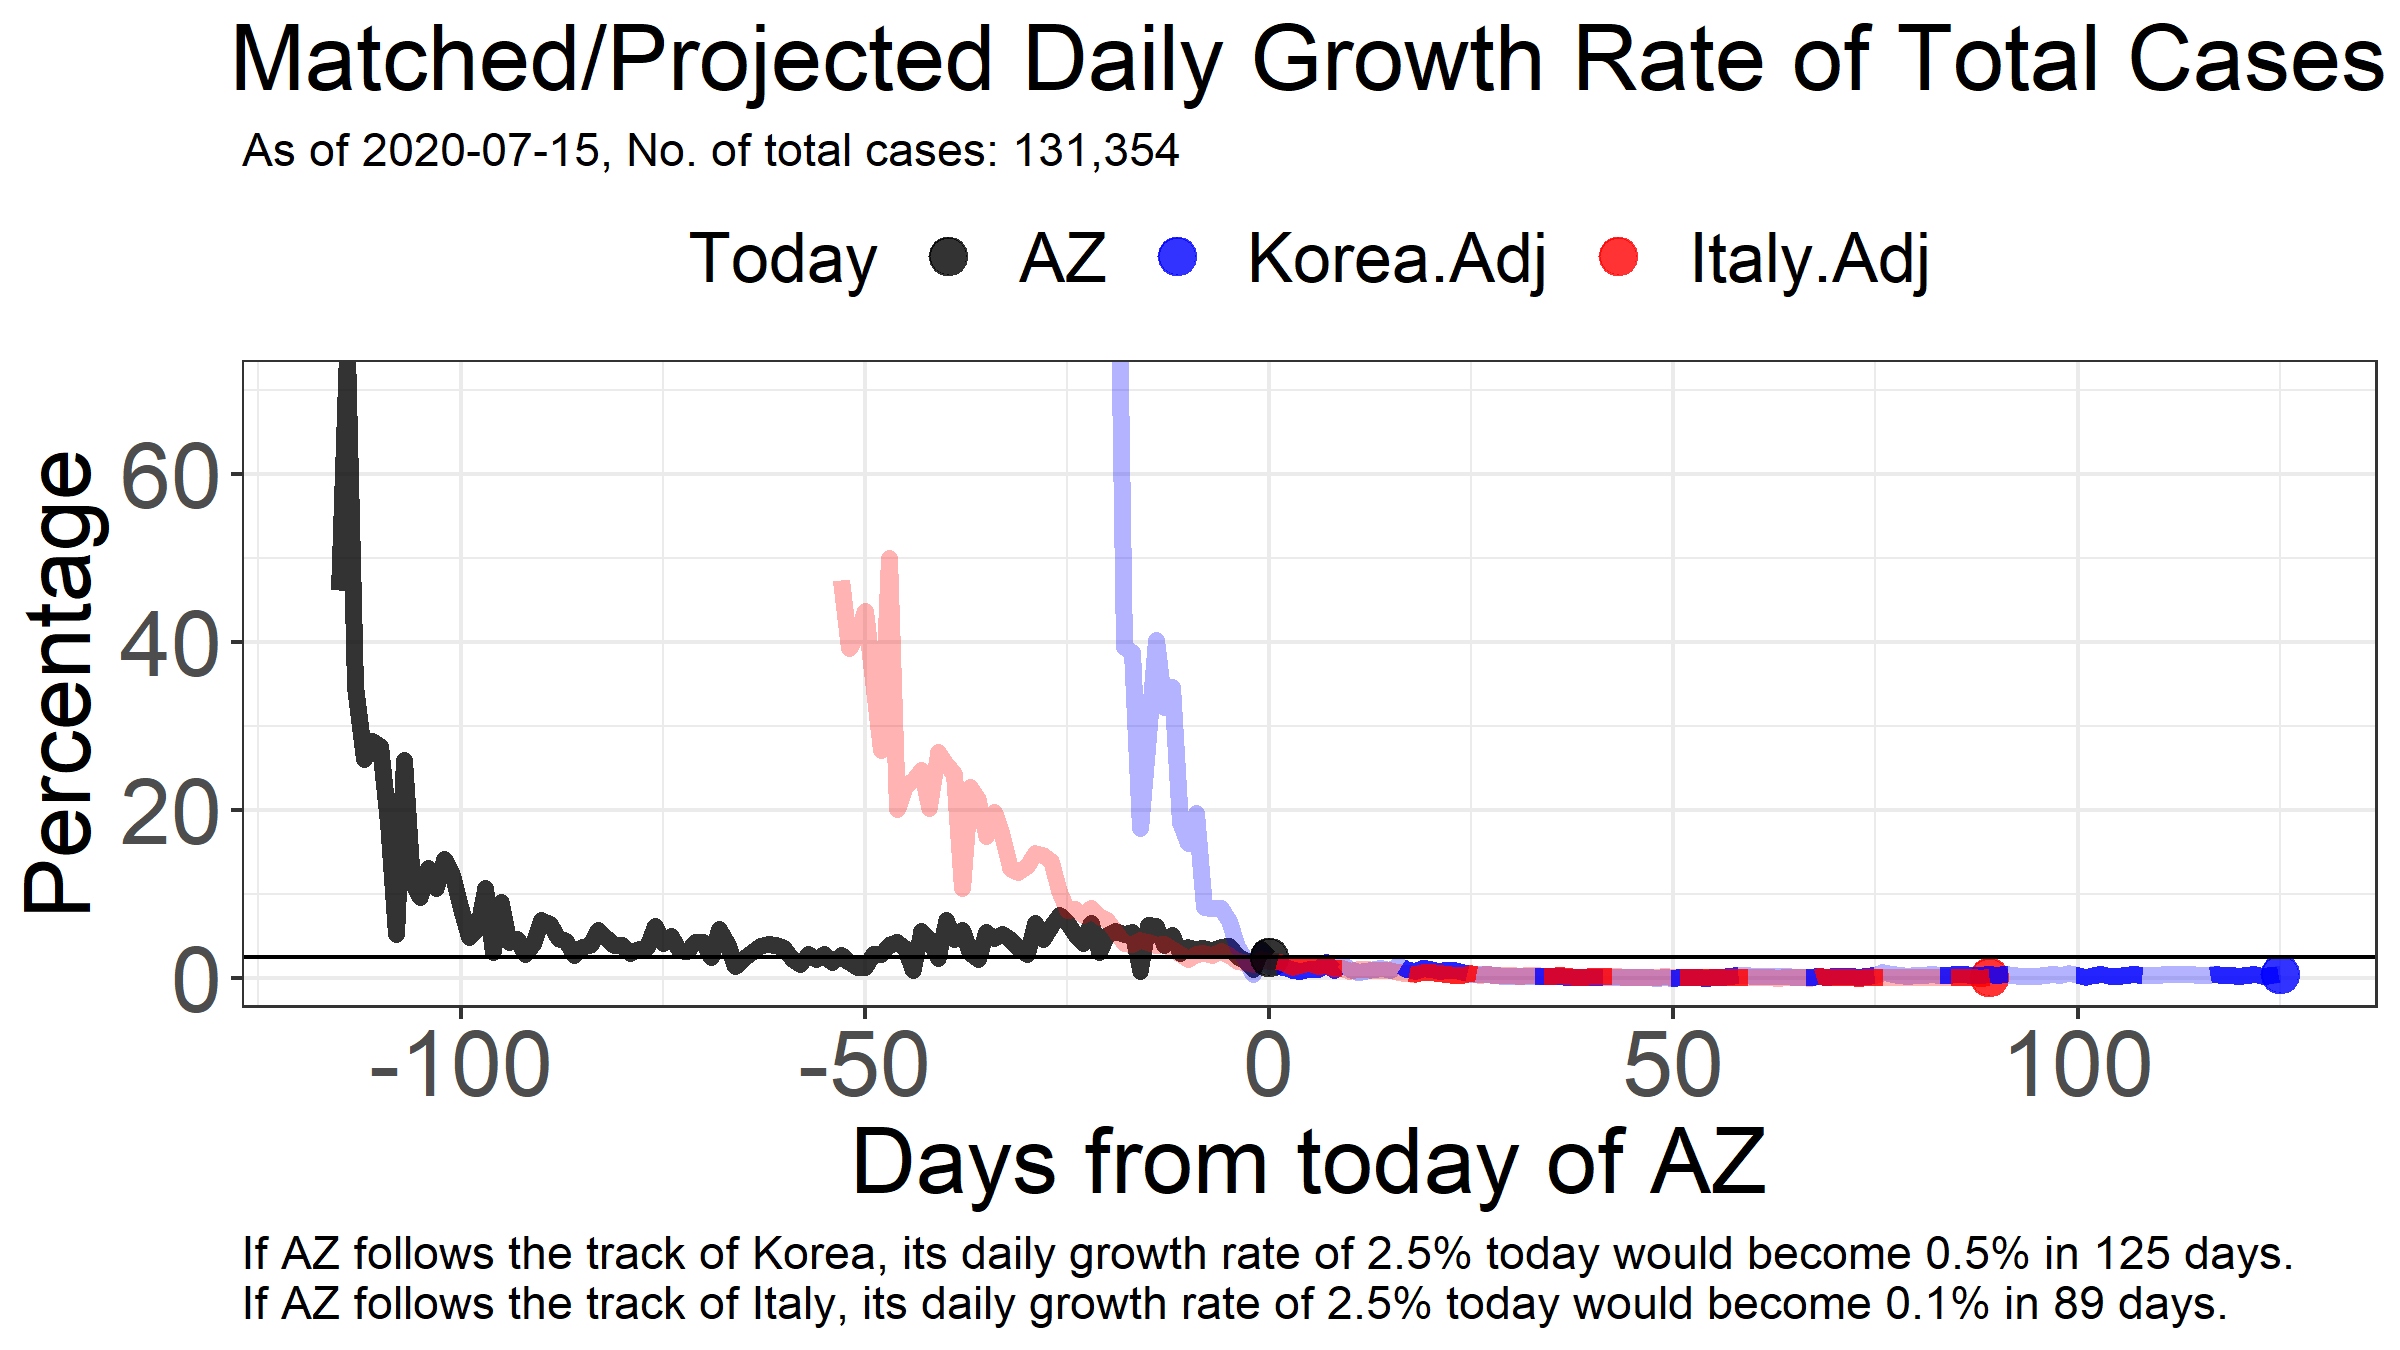 Matched/Projected Daily Growth Rate of Total Cases
As of 2020-07-15, No. of total cases: 131,354
Today AZ Korea.Adj Italy.Adj
Percentage
60
40
20
0
-100 -50 0 50 100
Days from today of AZ
If AZ follows the track of Korea, its daily growth rate of 2.5% today would become 0.5% in 125 days.
If AZ follows the track of Italy, its daily growth rate of 2.5% today would become 0.1% in 89 days.